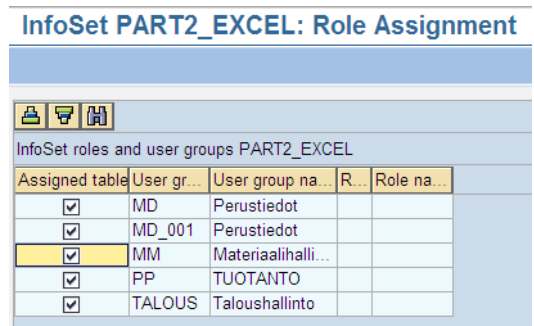 InfoSet PART2_EXCEL: Role Assignment
InfoSet roles and user groups PART2_EXCEL
Assigned table User gr... User group na... R... Role na...
MD Perustiedot
MD_001 Perustiedot
MM Materiaalihalli...
PP TUOTANTO
TALOUS Taloushallinto